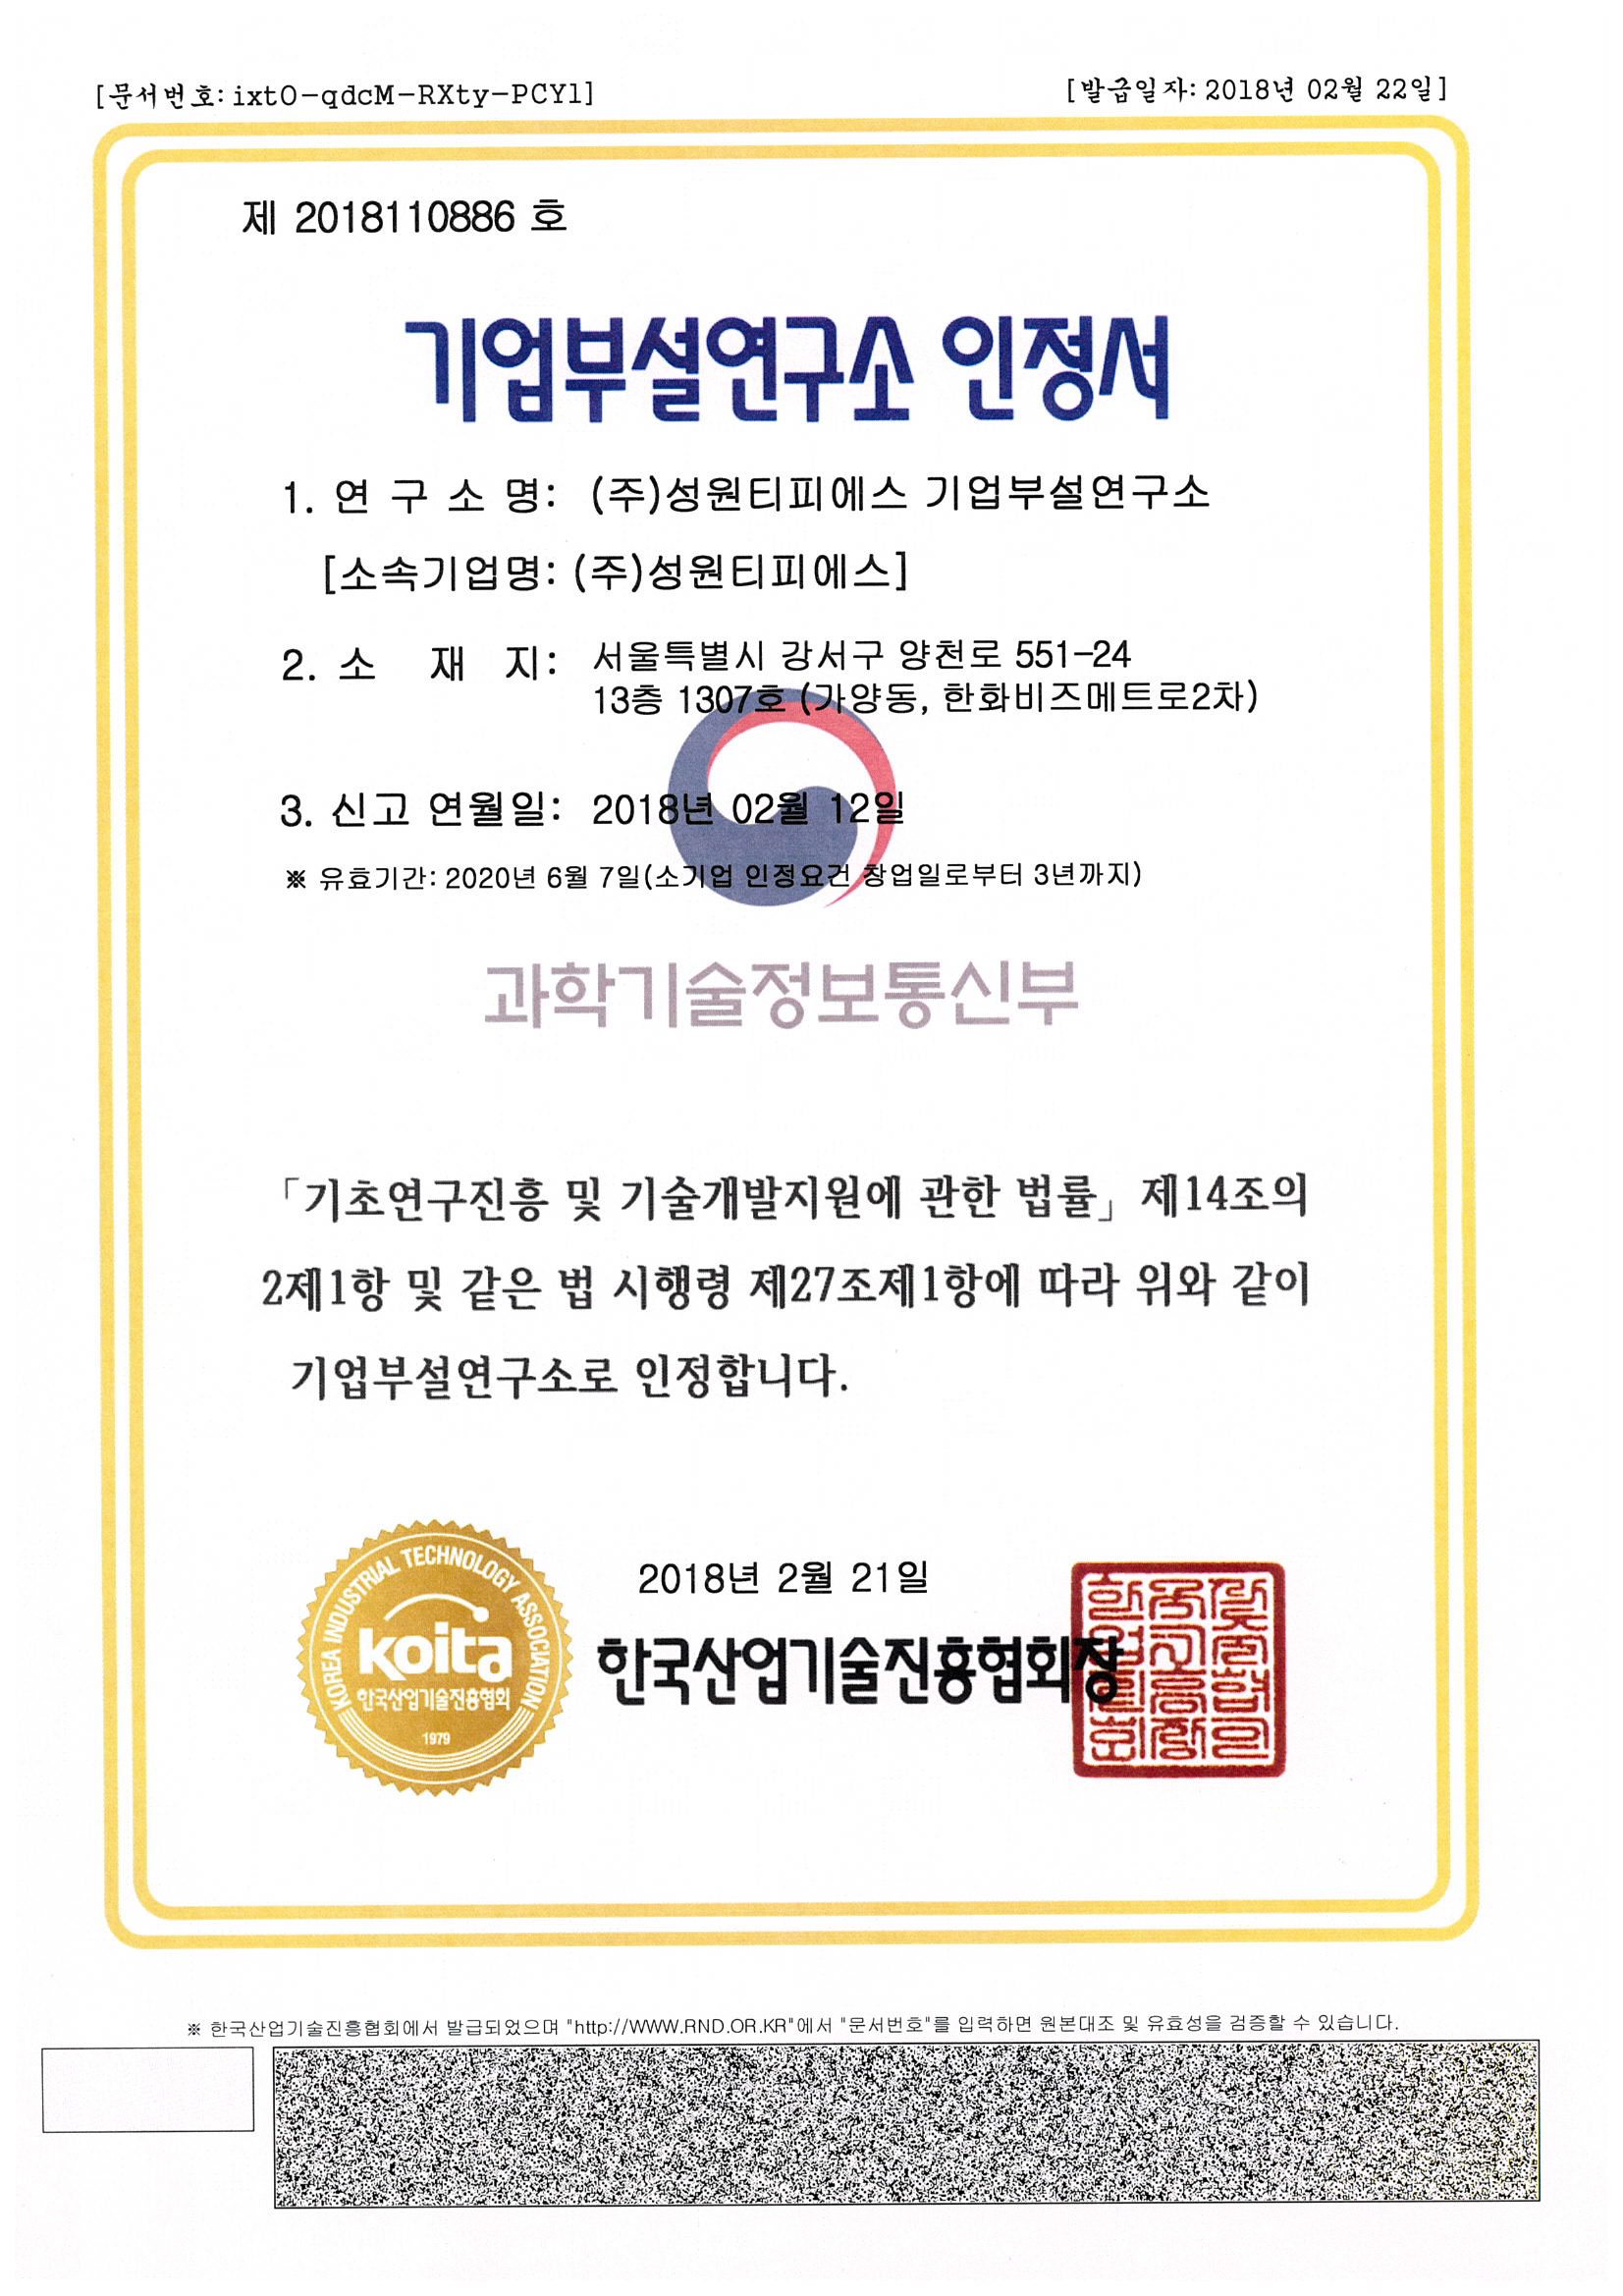 [문서번호: ixtO-qdcM-RXty-PCYl]
[발급일자: 2018년 02월 22일]
제 2018110886 호
기업부설연구소 인정서
1. 연 구 소 명: (주)성원티피에스 기업부설연구소
[소속기업명: (주)성원티피에스]
2. 소 재 지: 서울특별시 강서구 양천로 551-24
13층 1307호 (가양동, 한화비즈메트로2차)
3. 신고 연월일: 2018년 02월 12일
※ 유효기간: 2020년 6월 7일(소기업 인정요건 창업일로부터 3년까지)
과학기술정보통신부
「기초연구진흥 및 기술개발지원에 관한 법률」 제14조의
2제1항 및 같은 법 시행령 제27조제1항에 따라 위와 같이
기업부설연구소로 인정합니다.
KOREA INDUSTRIAL TECHNOLOGY ASSOCIATION
koita
한국산업기술진흥협회
1979
2018년 2월 21일
한국산업기술진흥협회장
※ 한국산업기술진흥협회에서 발급되었으며 "http://WWW.RND.OR.KR"에서 "문서번호"를 입력하면 원본대조 및 유효성을 검증할 수 있습니다.